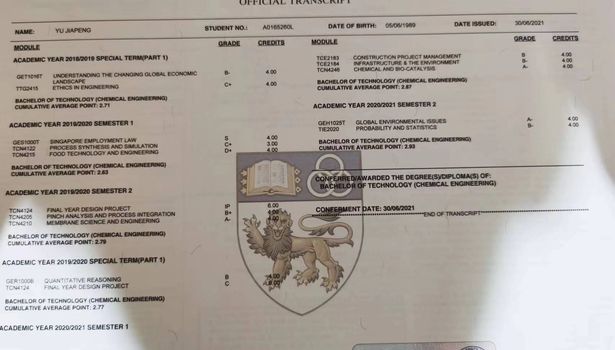 OFFICIAL TRANSCRIPT
NAME: YU JIAPENG STUDENT NO.: A0165260L DATE OF BIRTH: 05/06/1989 DATE ISSUED: 30/06/2021
MODULE GRADE CREDITS
ACADEMIC YEAR 2018/2019 SPECIAL TERM(PART 1)
GET1016T UNDERSTANDING THE CHANGING GLOBAL ECONOMIC B- 4.00
LANDSCAPE
TTG2415 ETHICS IN ENGINEERING C+ 4.00
BACHELOR OF TECHNOLOGY (CHEMICAL ENGINEERING)
CUMULATIVE AVERAGE POINT: 2.71
ACADEMIC YEAR 2019/2020 SEMESTER 1
GES1000T SINGAPORE EMPLOYMENT LAW S 4.00
TCN4122 PROCESS SYNTHESIS AND SIMULATION C+ 3.00
TCN4215 FOOD TECHNOLOGY AND ENGINEERING D+ 4.00
BACHELOR OF TECHNOLOGY (CHEMICAL ENGINEERING)
CUMULATIVE AVERAGE POINT: 2.63
ACADEMIC YEAR 2019/2020 SEMESTER 2
TCN4124 FINAL YEAR DESIGN PROJECT IP 6.00
TCN4205 PINCH ANALYSIS AND PROCESS INTEGRATION B+ 4.00
TCN4210 MEMBRANE SCIENCE AND ENGINEERING A- 4.00
BACHELOR OF TECHNOLOGY (CHEMICAL ENGINEERING)
CUMULATIVE AVERAGE POINT: 2.79
ACADEMIC YEAR 2019/2020 SPECIAL TERM(PART 1)
GER1000B QUANTITATIVE REASONING B 4.00
TCN4124 FINAL YEAR DESIGN PROJECT C
BACHELOR OF TECHNOLOGY (CHEMICAL ENGINEERING)
CUMULATIVE AVERAGE POINT: 2.77
ACADEMIC YEAR 2020/2021 SEMESTER 1
MODULE GRADE CREDITS
TCE2183 CONSTRUCTION PROJECT MANAGEMENT B- 4.00
TCE2184 INFRASTRUCTURE & THE ENVIRONMENT B- 4.00
TCN4246 CHEMICAL AND BIO-CATALYSIS A- 4.00
BACHELOR OF TECHNOLOGY (CHEMICAL ENGINEERING)
CUMULATIVE AVERAGE POINT: 2.87
ACADEMIC YEAR 2020/2021 SEMESTER 2
GEH1025T GLOBAL ENVIRONMENTAL ISSUES A- 4.00
TIE2020 PROBABILITY AND STATISTICS B- 4.00
BACHELOR OF TECHNOLOGY (CHEMICAL ENGINEERING)
CUMULATIVE AVERAGE POINT: 2.93
CONFERRED/AWARDED THE DEGREE(S)/DIPLOMA(S) OF:
BACHELOR OF TECHNOLOGY (CHEMICAL ENGINEERING)
CONFERMENT DATE: 30/06/2021
END OF TRANSCRIPT